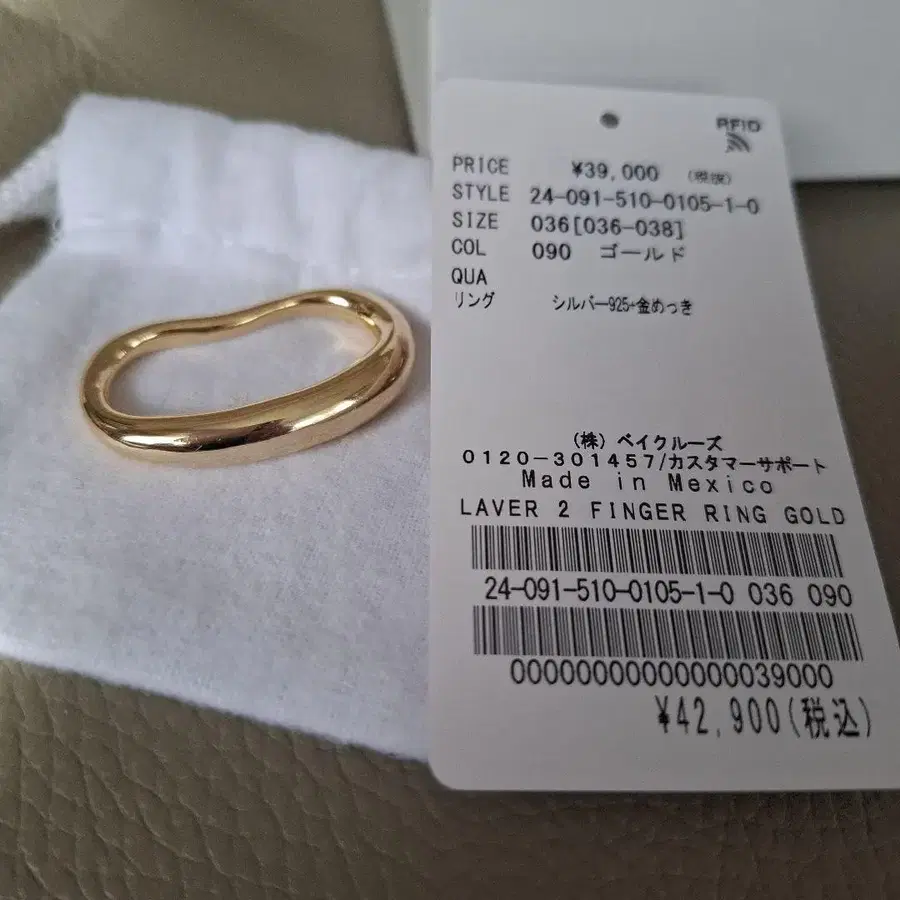 RFID
PRICE ¥39,000 (税抜)
STYLE 24-091-510-0105-1-0
SIZE 036[036-038]
COL 090 ゴールド
QUA
リング シルバー925+金めっき
(株) ベイクルーズ
0120-301457/カスタマーサポート
Made in Mexico
LAVER 2 FINGER RING GOLD
24-091-510-0105-1-0 036 090
00000000000000039000
¥42,900(税込)